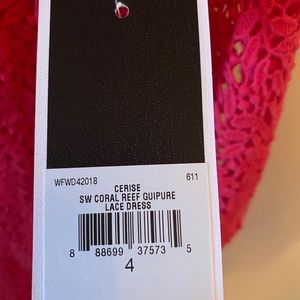 WFWD42018 611
CERISE
SW CORAL REEF GUIPURE
LACE DRESS
8 88699 37573 5
4